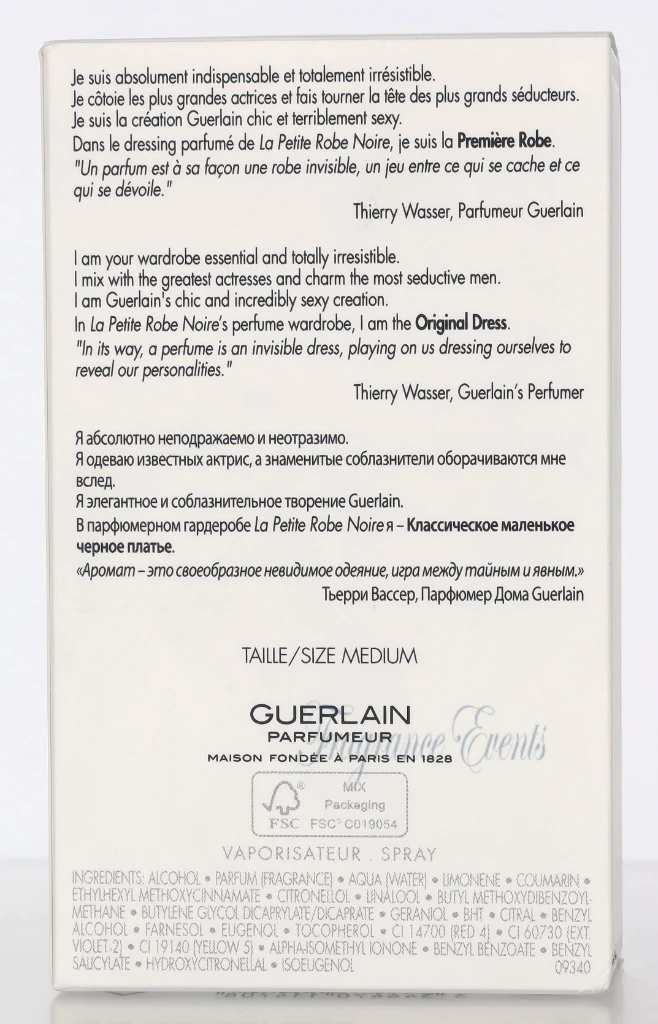 Je suis absolument indispensable et totalement irrésistible.
Je côtoie les plus grandes actrices et fais tourner la tête des plus grands séducteurs.
Je suis la création Guerlain chic et terriblement sexy.
Dans le dressing parfumé de La Petite Robe Noire, je suis la Première Robe.
"Un parfum est à sa façon une robe invisible, un jeu entre ce qui se cache et ce
qui se dévoile."
Thierry Wasser, Parfumeur Guerlain
I am your wardrobe essential and totally irresistible.
I mix with the greatest actresses and charm the most seductive men.
I am Guerlain's chic and incredibly sexy creation.
In La Petite Robe Noire's perfume wardrobe, I am the Original Dress.
"In its way, a perfume is an invisible dress, playing on us dressing ourselves to
reveal our personalities."
Thierry Wasser, Guerlain's Perfumer
Я абсолютно неподражаемо и неотразимо.
Я одеваю известных актрис, а знаменитые соблазнители оборачиваются мне
вслед.
Я элегантное и соблазнительное творение Guerlain.
В парфюмерном гардеробе La Petite Robe Noire я – Классическое маленькое
черное платье.
«Аромат – это своеобразное невидимое одеяние, игра между тайным и явным.»
Тьерри Вассер, Парфюмер Дома Guerlain
TAILLE/SIZE MEDIUM
GUERLAIN
PARFUMEUR
Fragrance Events
MAISON FONDÉE À PARIS EN 1828
MIX
Packaging
FSC® C019054
FSC
VAPORISATEUR . SPRAY
INGREDIENTS: ALCOHOL • PARFUM (FRAGRANCE) • AQUA (WATER) • LIMONENE • COUMARIN •
ETHYLHEXYL METHOXYCINNAMATE • CITRONELLOL • LINALOOL • BUTYL METHOXYDIBENZOYL-
METHANE • BUTYLENE GLYCOL DICAPRYLATE/DICAPRATE • GERANIOL • BHT • CITRAL • BENZYL
ALCOHOL • FARNESOL • EUGENOL • TOCOPHEROL • CI 14700 (RED 4) • CI 60730 (EXT.
VIOLET 2) • CI 19140 (YELLOW 5) • ALPHA-ISOMETHYL IONONE • BENZYL BENZOATE • BENZYL
SALICYLATE • HYDROXYCITRONELLAL • ISOEUGENOL
09340